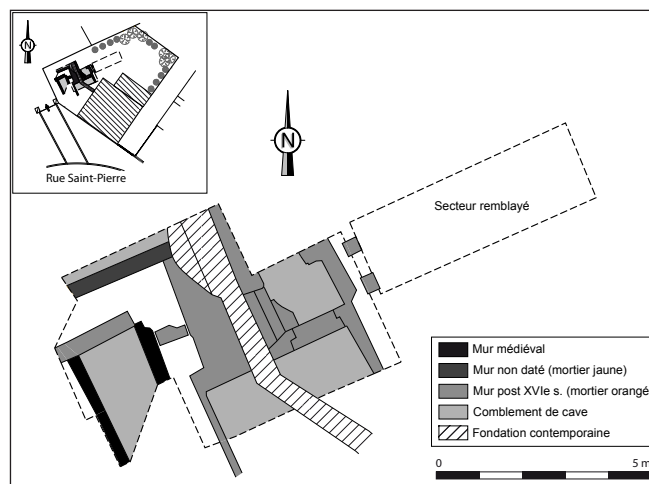 N
Rue Saint-Pierre
N
Secteur remblayé
Mur médiéval
Mur non daté (mortier jaune)
Mur post XVIe s. (mortier orangé)
Comblement de cave
Fondation contemporaine
0 5 m